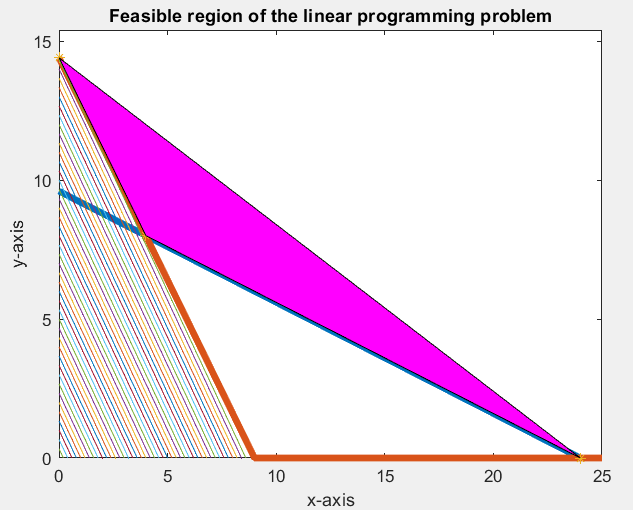 Feasible region of the linear programming problem
15
10
5
0
y-axis
0 5 10 15 20 25
x-axis